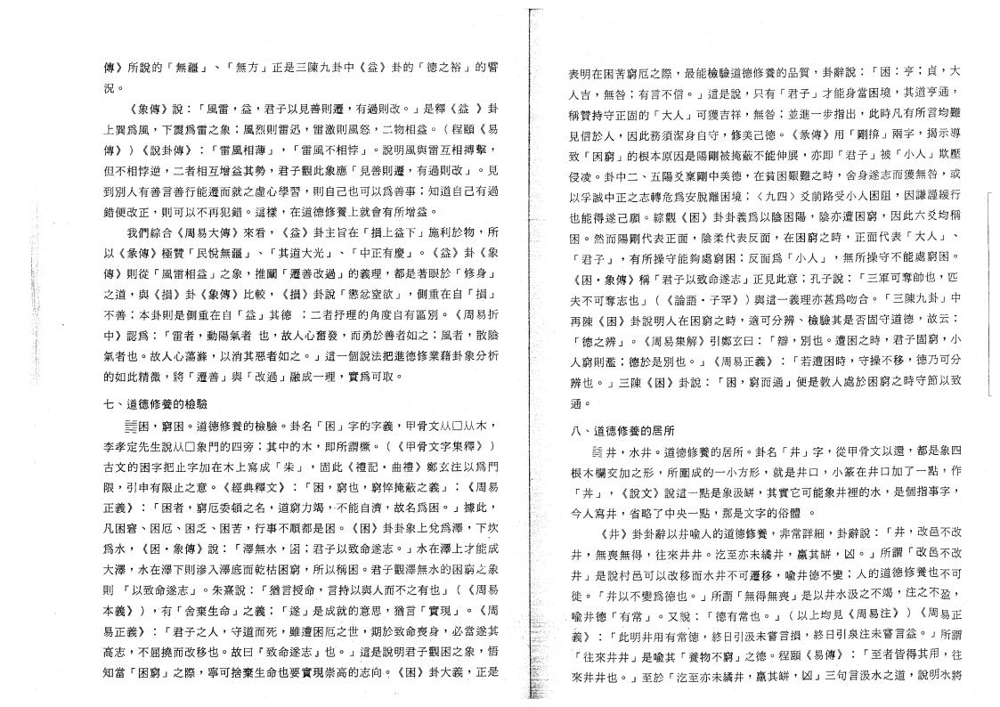 傳》所說的「無疆」、「無方」正是三陳九卦中《益》卦的「德之裕」的譬
況。
《象傳》說：「風雷，益，君子以見善則遷，有過則改。」是釋《益 》卦
上巽爲風，下震爲雷之象；風烈則雷迅，雷激則風怒，二物相益。（程頤《易
傳》）《說卦傳》：「雷風相薄」，「雷風不相悖」。說明風與雷互相搏擊，
但不相悖逆，二者相互增益其勢，君子觀此象應「見善則遷，有過則改」。見
到別人有善言善行能遷而就之虛心學習，則自己也可以爲善事；知道自己有過
錯便改正，則可以不再犯錯。這樣，在道德修養上就會有所增益。
我們綜合《周易大傳》來看，《益》卦主旨在「損上益下」施利於物，所
以《彖傳》極贊「民悅無疆」、「其道大光」、「中正有慶」。《益》卦《象
傳》則從「風雷相益」之象，推闡「遷善改過」的義理，都是著眼於「修身」
之道，與《損》卦《象傳》比較，《損》卦說「懲忿窒欲」，側重在自「損」
不善；本卦則是側重在自「益」其德 ；二者抒理的角度自有區別。《周易折
中》認爲：「雷者，動陽氣者 也，故人心奮發，而勇於善者如之；風者，散陰
氣者也。故人心蕩滌，以消其惡者如之。」這一個說法把進德修業藉卦象分析
的如此精微，將「遷善」與「改過」融成一理，實爲可取。
七、道德修養的檢驗
䷮困，窮困。道德修養的檢驗。卦名「困」字的字義，甲骨文从囗从木，
李孝定先生說从囗象門的四旁；其中的木，即所謂橛。（《甲骨文字集釋》）
古文的困字把止字加在木上寫成「朱」，固此《禮記・曲禮》鄭玄注以爲門
限，引申有限止之意。《經典釋文》：「困，窮也，窮悴掩蔽之義」；《周易
正義》：「困者，窮厄委頓之名，道窮力竭，不能自濟，故名爲困。」據此，
凡困窘、困厄、困乏、困苦，行事不順都是困。《困》卦卦象上兌爲澤，下坎
爲水，《困・象傳》說：「澤無水，困；君子以致命遂志。」水在澤上才能成
大澤，水在澤下則滲入澤底而乾枯困窮，所以稱困。君子觀澤無水的困窮之象
則 「以致命遂志」。朱熹說：「猶言授命，言持以與人而不之有也」（《周易
本義》），有「舍棄生命」之義；「遂」是成就的意思，猶言「實現」。《周
易正義》：「君子之人，守道而死，雖遭困厄之世，期於致命喪身，必當遂其
高志，不屈撓而改移也。故曰『致命遂志』也。」這是說明君子觀困之象，悟
知當「困窮」之際，寧可捨棄生命也要實現崇高的志向。《困》卦大義，正是
表明在困苦窮厄之際，最能檢驗道德修養的品質，卦辭說：「困：亨；貞，大
人吉，無咎；有言不信。」這是說，只有「君子」才能身當困境，其道亨通，
稱贊持守正固的「大人」可獲吉祥，無咎；並進一步指出，此時凡有所言均難
見信於人，因此務須潔身自守，修美己德。《彖傳》用「剛揜」兩字，揭示導
致「困窮」的根本原因是陽剛被掩蔽不能伸展，亦即「君子」被「小人」欺壓
侵凌。卦中二、五陽爻稟剛中美德，在貧困艱難之時，舍身遂志而獲無咎，或
以孚誠中正之志轉危爲安脫離困境；〈九四〉爻前路受小人困阻，因謙謹緩行
也能得遂己願。綜觀《困》卦卦義爲以陰困陽，陰亦遭困窮，因此六爻均稱
困。然而陽剛代表正面，陰柔代表反面，在困窮之時，正面代表「大人」、
「君子」，有所操守能夠處窮困；反面爲「小人」，無所操守不能處窮困。
《困・象傳》稱「君子以致命遂志」正見此意；孔子說：「三軍可奪帥也，匹
夫不可奪志也」（《論語・子罕》）與這一義理亦甚爲吻合。「三陳九卦」中
再陳《困》卦說明人在困窮之時，適可分辨、檢驗其是否固守道德，故云：
「德之辨」。《周易集解》引鄭玄曰：「辯，別也。遭困之時，君子固窮，小
人窮則濫；德於是別也。」《周易正義》：「若遭困時，守操不移，德乃可分
辨也。」三陳《困》卦說：「困，窮而通」便是教人處於困窮之時守節以致
通。
八、道德修養的居所
䷯井，水井。道德修養的居所。卦名「井」字，從甲骨文以還，都是象四
根木欄交加之形，所圍成的一小方形，就是井口，小篆在井口加了一點，作
「丼」，《說文》說這一點是象汲缾，其實它可能象井裡的水，是個指事字，
今人寫井，省略了中央一點，那是文字的俗體 。
《井》卦卦辭以井喻人的道德修養，非常詳細，卦辭說：「井，改邑不改
井，無喪無得，往來井井。汔至亦未繘井，羸其缾，凶。」所謂「改邑不改
井」是說村邑可以改移而水井不可遷移，喻井德不變；人的道德修養也不可
徙。「井以不變爲德也。」所謂「無得無喪」是以井水汲之不竭，注之不盈，
喻井德「有常」。又說：「德有常也。」（以上均見《周易注》）《周易正
義》：「此明井用有常德，終日引汲未嘗言損，終日引泉注未嘗言益。」所謂
「往來井井」是喻其「養物不窮」之德。程頤《易傳》：「至者皆得其用，往
來井井也。」至於「汔至亦未繘井，羸其缾，凶」三句言汲水之道，說明水將